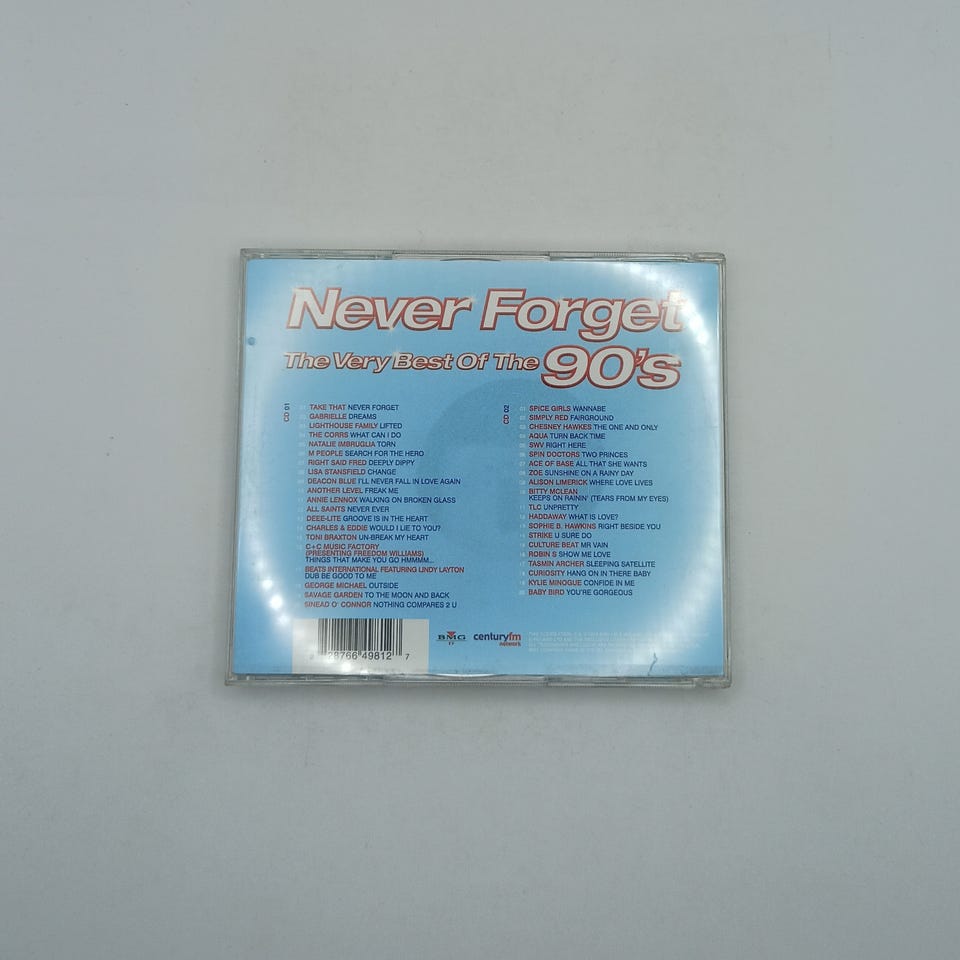 Never Forget
The Very Best Of The 90's
CD 01
TAKE THAT NEVER FORGET
GABRIELLE DREAMS
LIGHTHOUSE FAMILY LIFTED
THE CORRS WHAT CAN I DO
NATALIE IMBRUGLIA TORN
M PEOPLE SEARCH FOR THE HERO
RIGHT SAID FRED DEEPLY DIPPY
LISA STANSFIELD CHANGE
DEACON BLUE I'LL NEVER FALL IN LOVE AGAIN
ANOTHER LEVEL FREAK ME
ANNIE LENNOX WALKING ON BROKEN GLASS
ALL SAINTS NEVER EVER
DEEE-LITE GROOVE IS IN THE HEART
CHARLES & EDDIE WOULD I LIE TO YOU?
TONI BRAXTON UN-BREAK MY HEART
C+C MUSIC FACTORY
(PRESENTING FREEDOM WILLIAMS)
THINGS THAT MAKE YOU GO HMMMM...
BEATS INTERNATIONAL FEATURING LINDY LAYTON
DUB BE GOOD TO ME
GEORGE MICHAEL OUTSIDE
SAVAGE GARDEN TO THE MOON AND BACK
SINEAD O' CONNOR NOTHING COMPARES 2 U
CD 02
SPICE GIRLS WANNABE
SIMPLY RED FAIRGROUND
CHESNEY HAWKES THE ONE AND ONLY
AQUA TURN BACK TIME
SWV RIGHT HERE
SPIN DOCTORS TWO PRINCES
ACE OF BASE ALL THAT SHE WANTS
ZOE SUNSHINE ON A RAINY DAY
ALISON LIMERICK WHERE LOVE LIVES
BITTY MCLEAN
KEEPS ON RAININ' (TEARS FROM MY EYES)
TLC UNPRETTY
HADDAWAY WHAT IS LOVE?
SOPHIE B. HAWKINS RIGHT BESIDE YOU
STRIKE U SURE DO
CULTURE BEAT MR VAIN
ROBIN S SHOW ME LOVE
TASMIN ARCHER SLEEPING SATELLITE
CURIOSITY HANG ON IN THERE BABY
KYLIE MINOGUE CONFIDE IN ME
BABY BIRD YOU'RE GORGEOUS
28766 49812 7
BMG
centuryfm
network